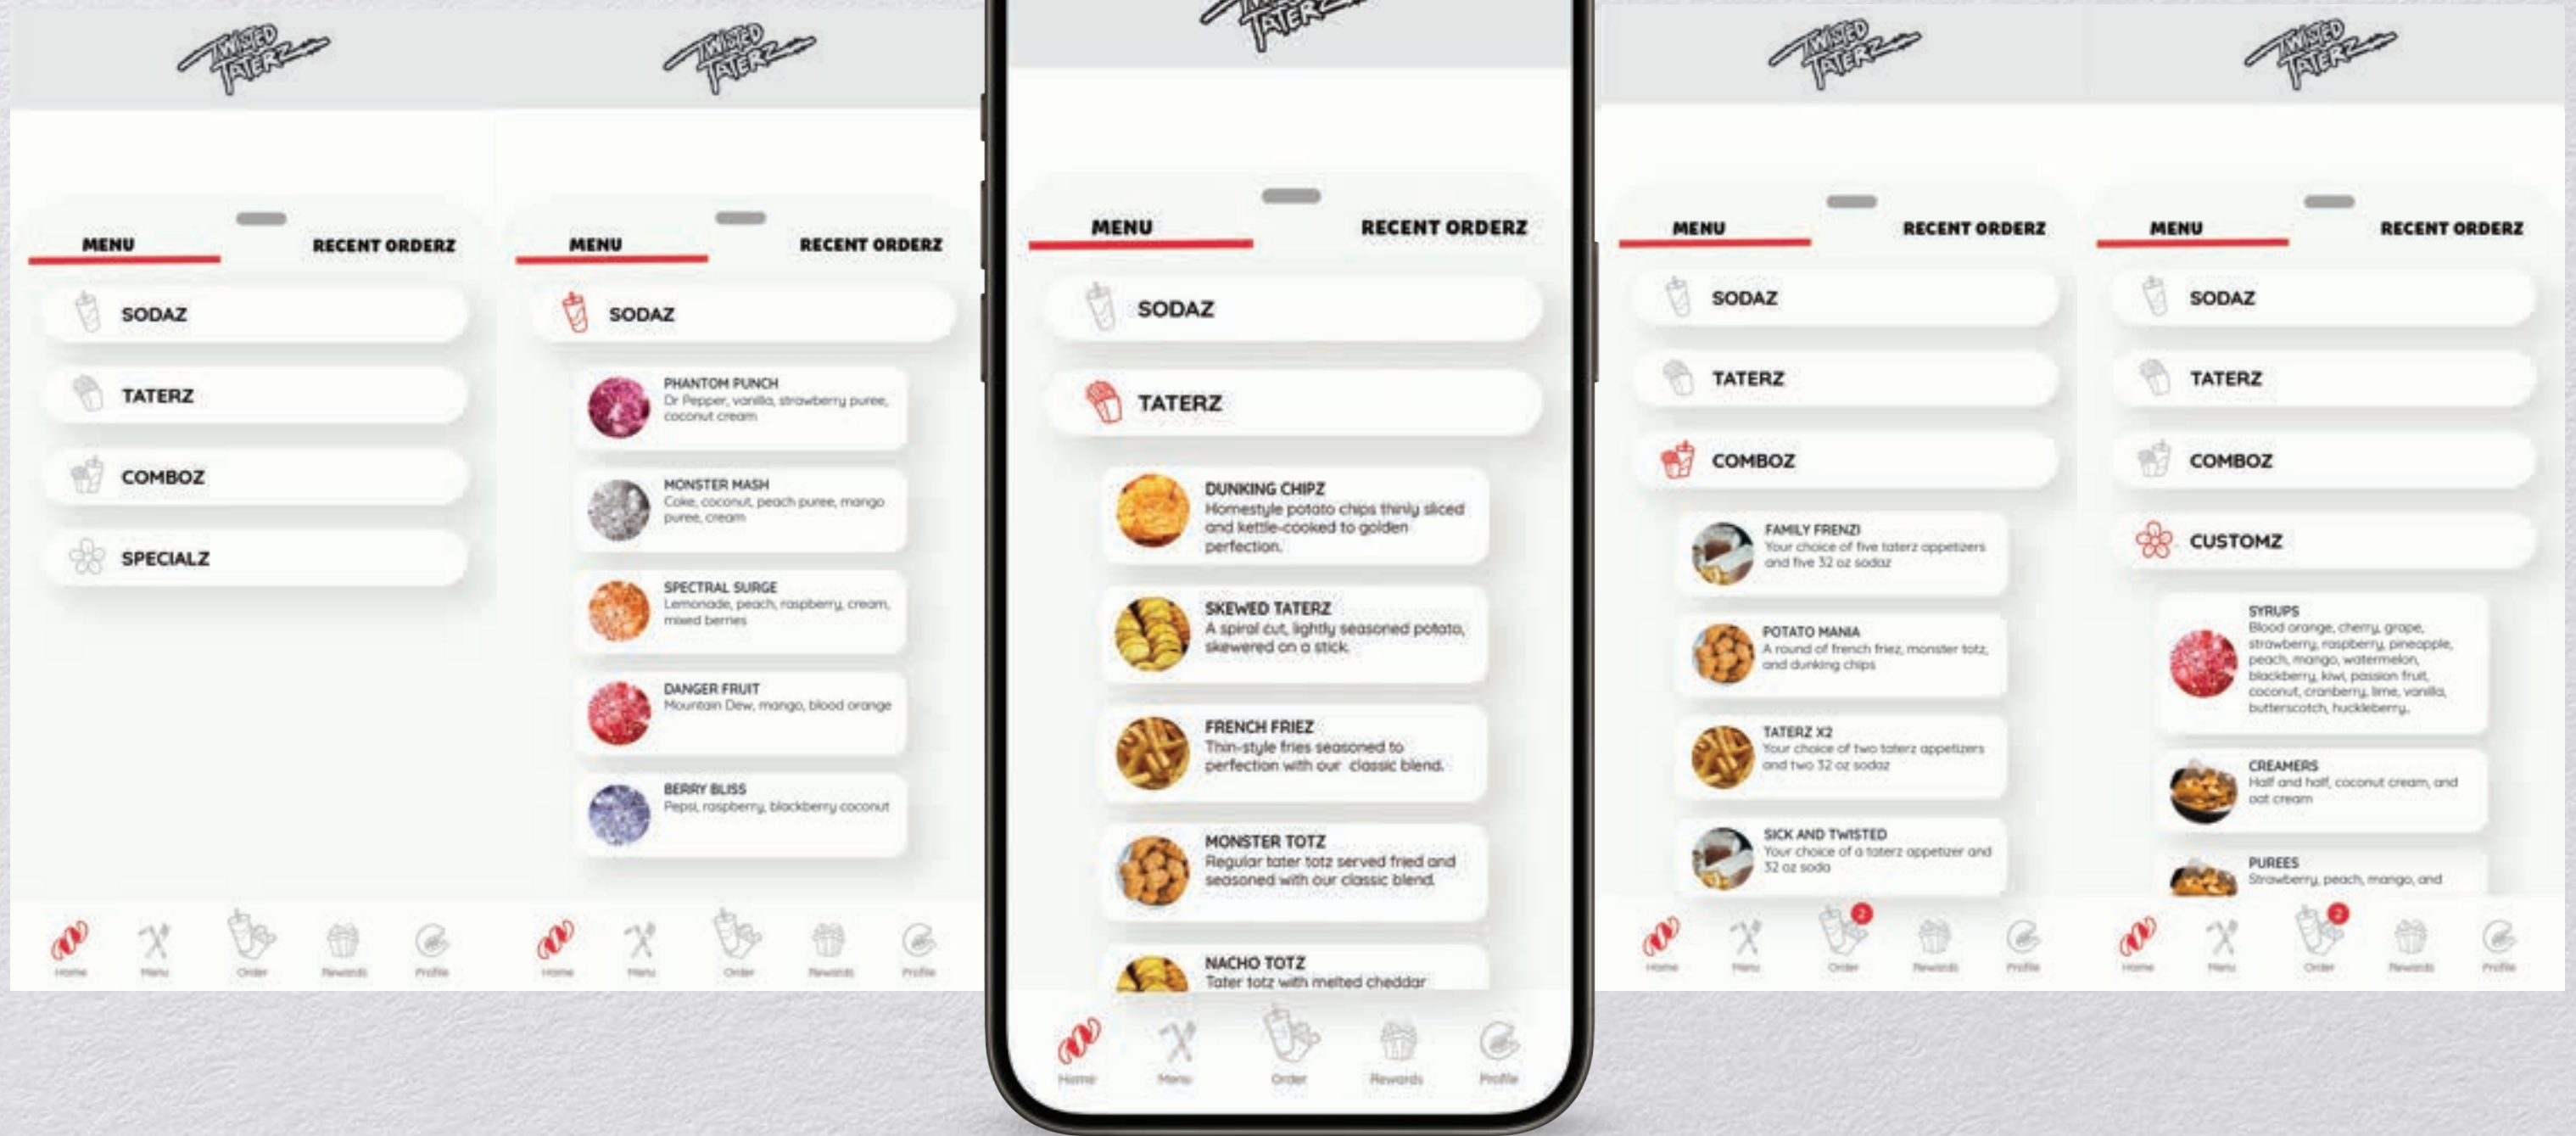 TWISTED
TATERZ
MENU
RECENT ORDERZ
SODAZ
TATERZ
COMBOZ
SPECIALZ
Home
Menu
Order
Rewards
Profile
TWISTED
TATERZ
MENU
RECENT ORDERZ
SODAZ
PHANTOM PUNCH
Dr Pepper, vanilla, strawberry puree,
coconut cream
MONSTER MASH
Coke, coconut, peach puree, mango
puree, cream
SPECTRAL SURGE
Lemonade, peach, raspberry, cream,
mixed berries
DANGER FRUIT
Mountain Dew, mango, blood orange
BERRY BLISS
Pepsi, raspberry, blackberry coconut
Home
Menu
Order
Rewards
Profile
TATERZ
MENU
RECENT ORDERZ
SODAZ
TATERZ
DUNKING CHIPZ
Homestyle potato chips thinly sliced
and kettle-cooked to golden
perfection.
SKEWED TATERZ
A spiral cut, lightly seasoned potato,
skewered on a stick.
FRENCH FRIEZ
Thin-style fries seasoned to
perfection with our classic blend.
MONSTER TOTZ
Regular tater totz served fried and
seasoned with our classic blend.
NACHO TOTZ
Tater totz with melted cheddar
Home
Menu
Order
Rewards
Profile
TWISTED
TATERZ
MENU
RECENT ORDERZ
SODAZ
TATERZ
COMBOZ
FAMILY FRENZI
Your choice of five taterz appetizers
and five 32 oz sodaz
POTATO MANIA
A round of french friez, monster totz,
and dunking chips
TATERZ X2
Your choice of two taterz appetizers
and two 32 oz sodaz
SICK AND TWISTED
Your choice of a taterz appetizer and
32 oz soda
2
Home
Menu
Order
Rewards
Profile
TWISTED
TATERZ
MENU
RECENT ORDERZ
SODAZ
TATERZ
COMBOZ
CUSTOMZ
SYRUPS
Blood orange, cherry, grape,
strawberry, raspberry, pineapple,
peach, mango, watermelon,
blackberry, kiwi, passion fruit,
coconut, cranberry, lime, vanilla,
butterscotch, huckleberry,
CREAMERS
Half and half, coconut cream, and
oat cream
PUREES
Strawberry, peach, mango, and
2
Home
Menu
Order
Rewards
Profile